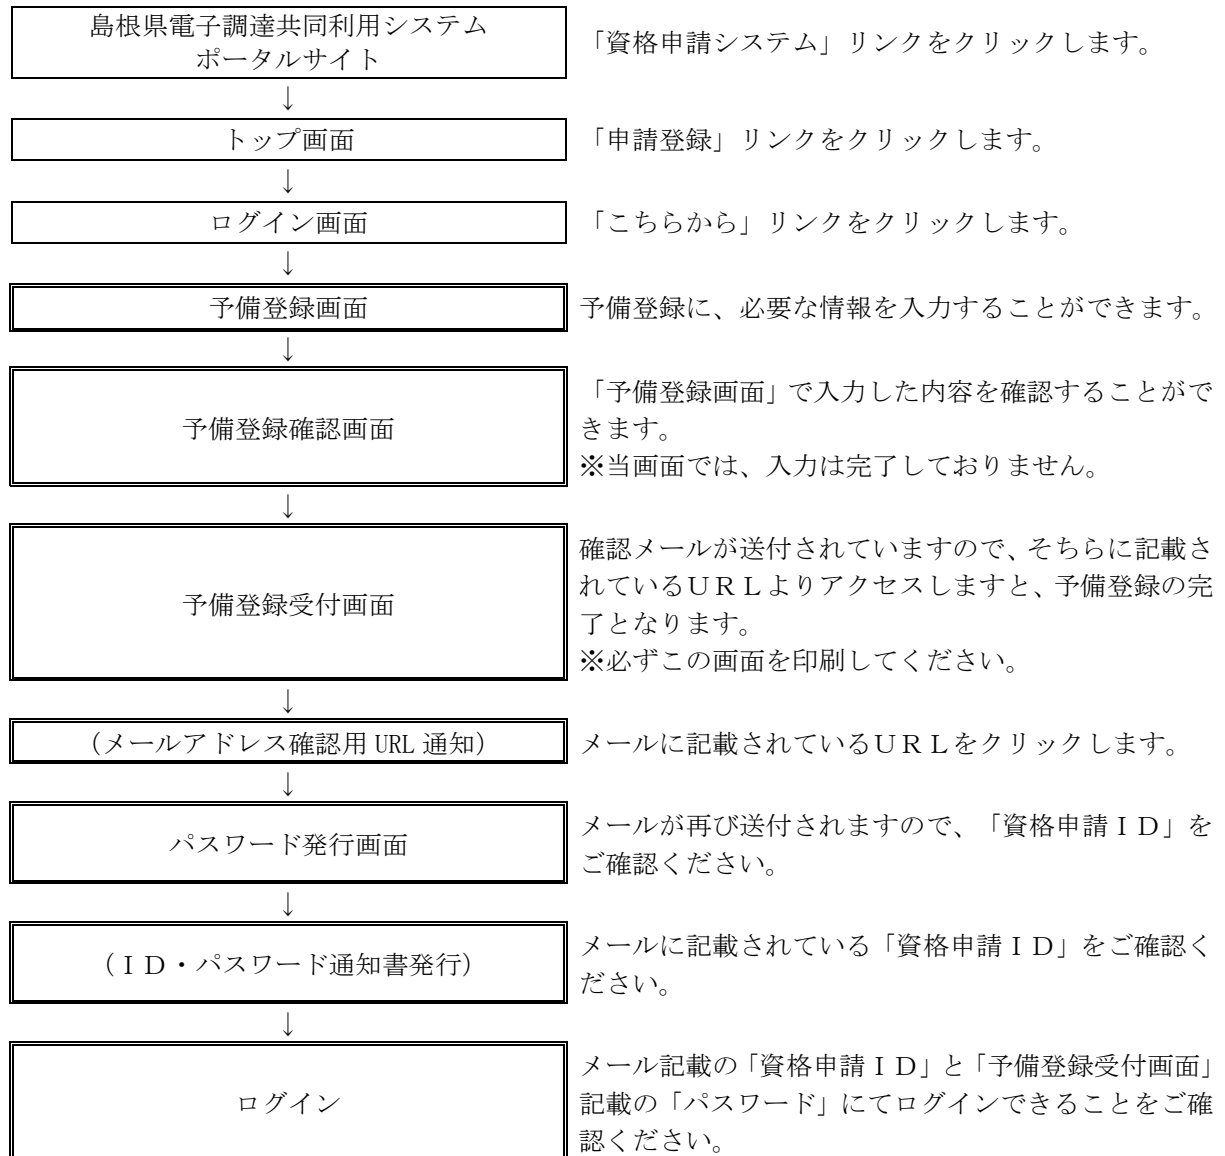 島根県電子調達共同利用システム
ポータルサイト
「資格申請システム」リンクをクリックします。
↓
トップ画面
「申請登録」リンクをクリックします。
↓
ログイン画面
「こちらから」リンクをクリックします。
↓
予備登録画面
予備登録に、必要な情報を入力することができます。
↓
予備登録確認画面
「予備登録画面」で入力した内容を確認することがで
きます。
※当画面では、入力は完了しておりません。
↓
予備登録受付画面
確認メールが送付されていますので、そちらに記載さ
れているＵＲＬよりアクセスしますと、予備登録の完
了となります。
※必ずこの画面を印刷してください。
↓
（メールアドレス確認用 URL 通知）
メールに記載されているＵＲＬをクリックします。
↓
パスワード発行画面
メールが再び送付されますので、「資格申請ＩＤ」を
ご確認ください。
↓
（ＩＤ・パスワード通知書発行）
メールに記載されている「資格申請ＩＤ」をご確認く
ださい。
↓
ログイン
メール記載の「資格申請ＩＤ」と「予備登録受付画面」
記載の「パスワード」にてログインできることをご確
認ください。